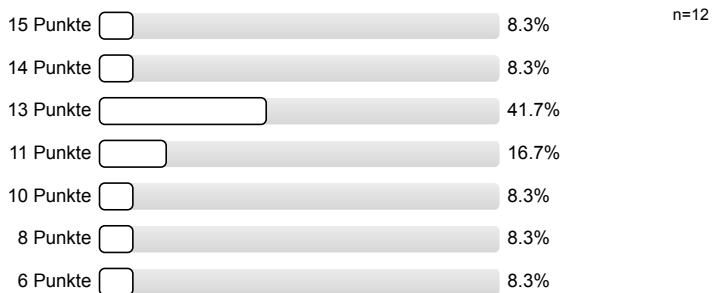 n=12
15 Punkte 8.3%
14 Punkte 8.3%
13 Punkte 41.7%
11 Punkte 16.7%
10 Punkte 8.3%
8 Punkte 8.3%
6 Punkte 8.3%